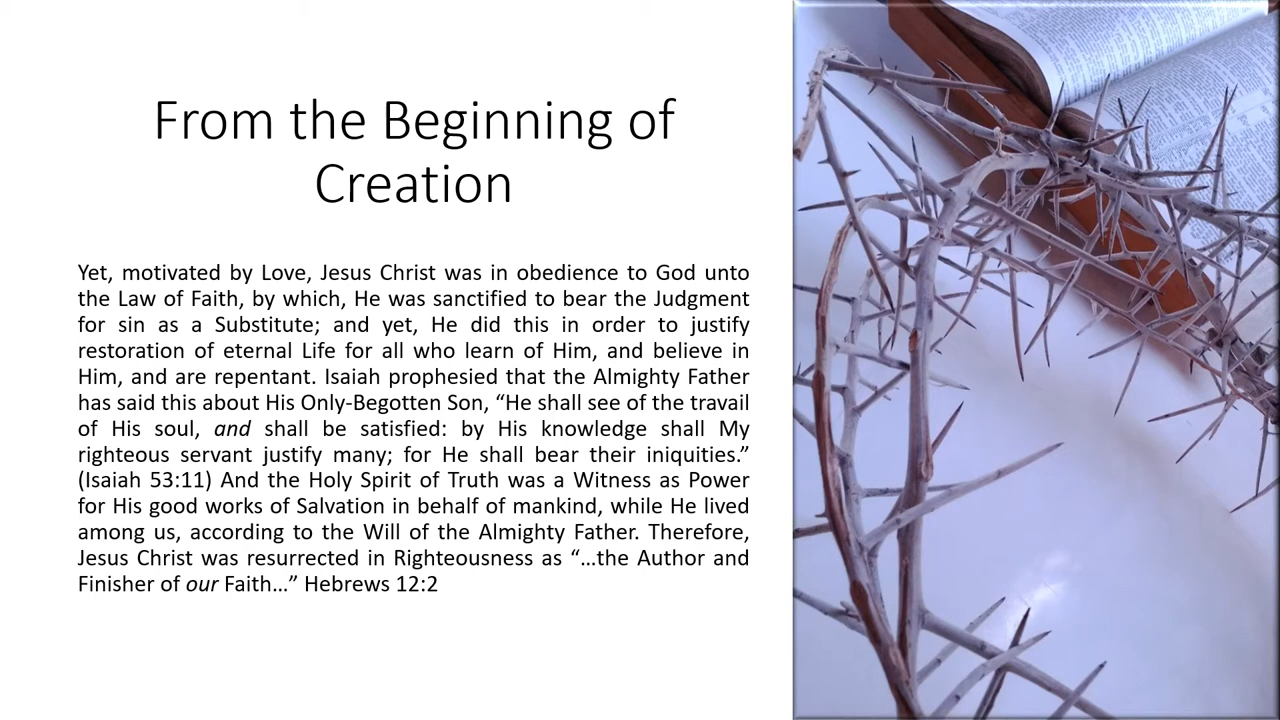 From the Beginning of
Creation
Yet, motivated by Love, Jesus Christ was in obedience to God unto
the Law of Faith, by which, He was sanctified to bear the Judgment
for sin as a Substitute; and yet, He did this in order to justify
restoration of eternal Life for all who learn of Him, and believe in
Him, and are repentant. Isaiah prophesied that the Almighty Father
has said this about His Only-Begotten Son, “He shall see of the travail
of His soul, and shall be satisfied: by His knowledge shall My
righteous servant justify many; for He shall bear their iniquities.”
(Isaiah 53:11) And the Holy Spirit of Truth was a Witness as Power
for His good works of Salvation in behalf of mankind, while He lived
among us, according to the Will of the Almighty Father. Therefore,
Jesus Christ was resurrected in Righteousness as “…the Author and
Finisher of our Faith…” Hebrews 12:2